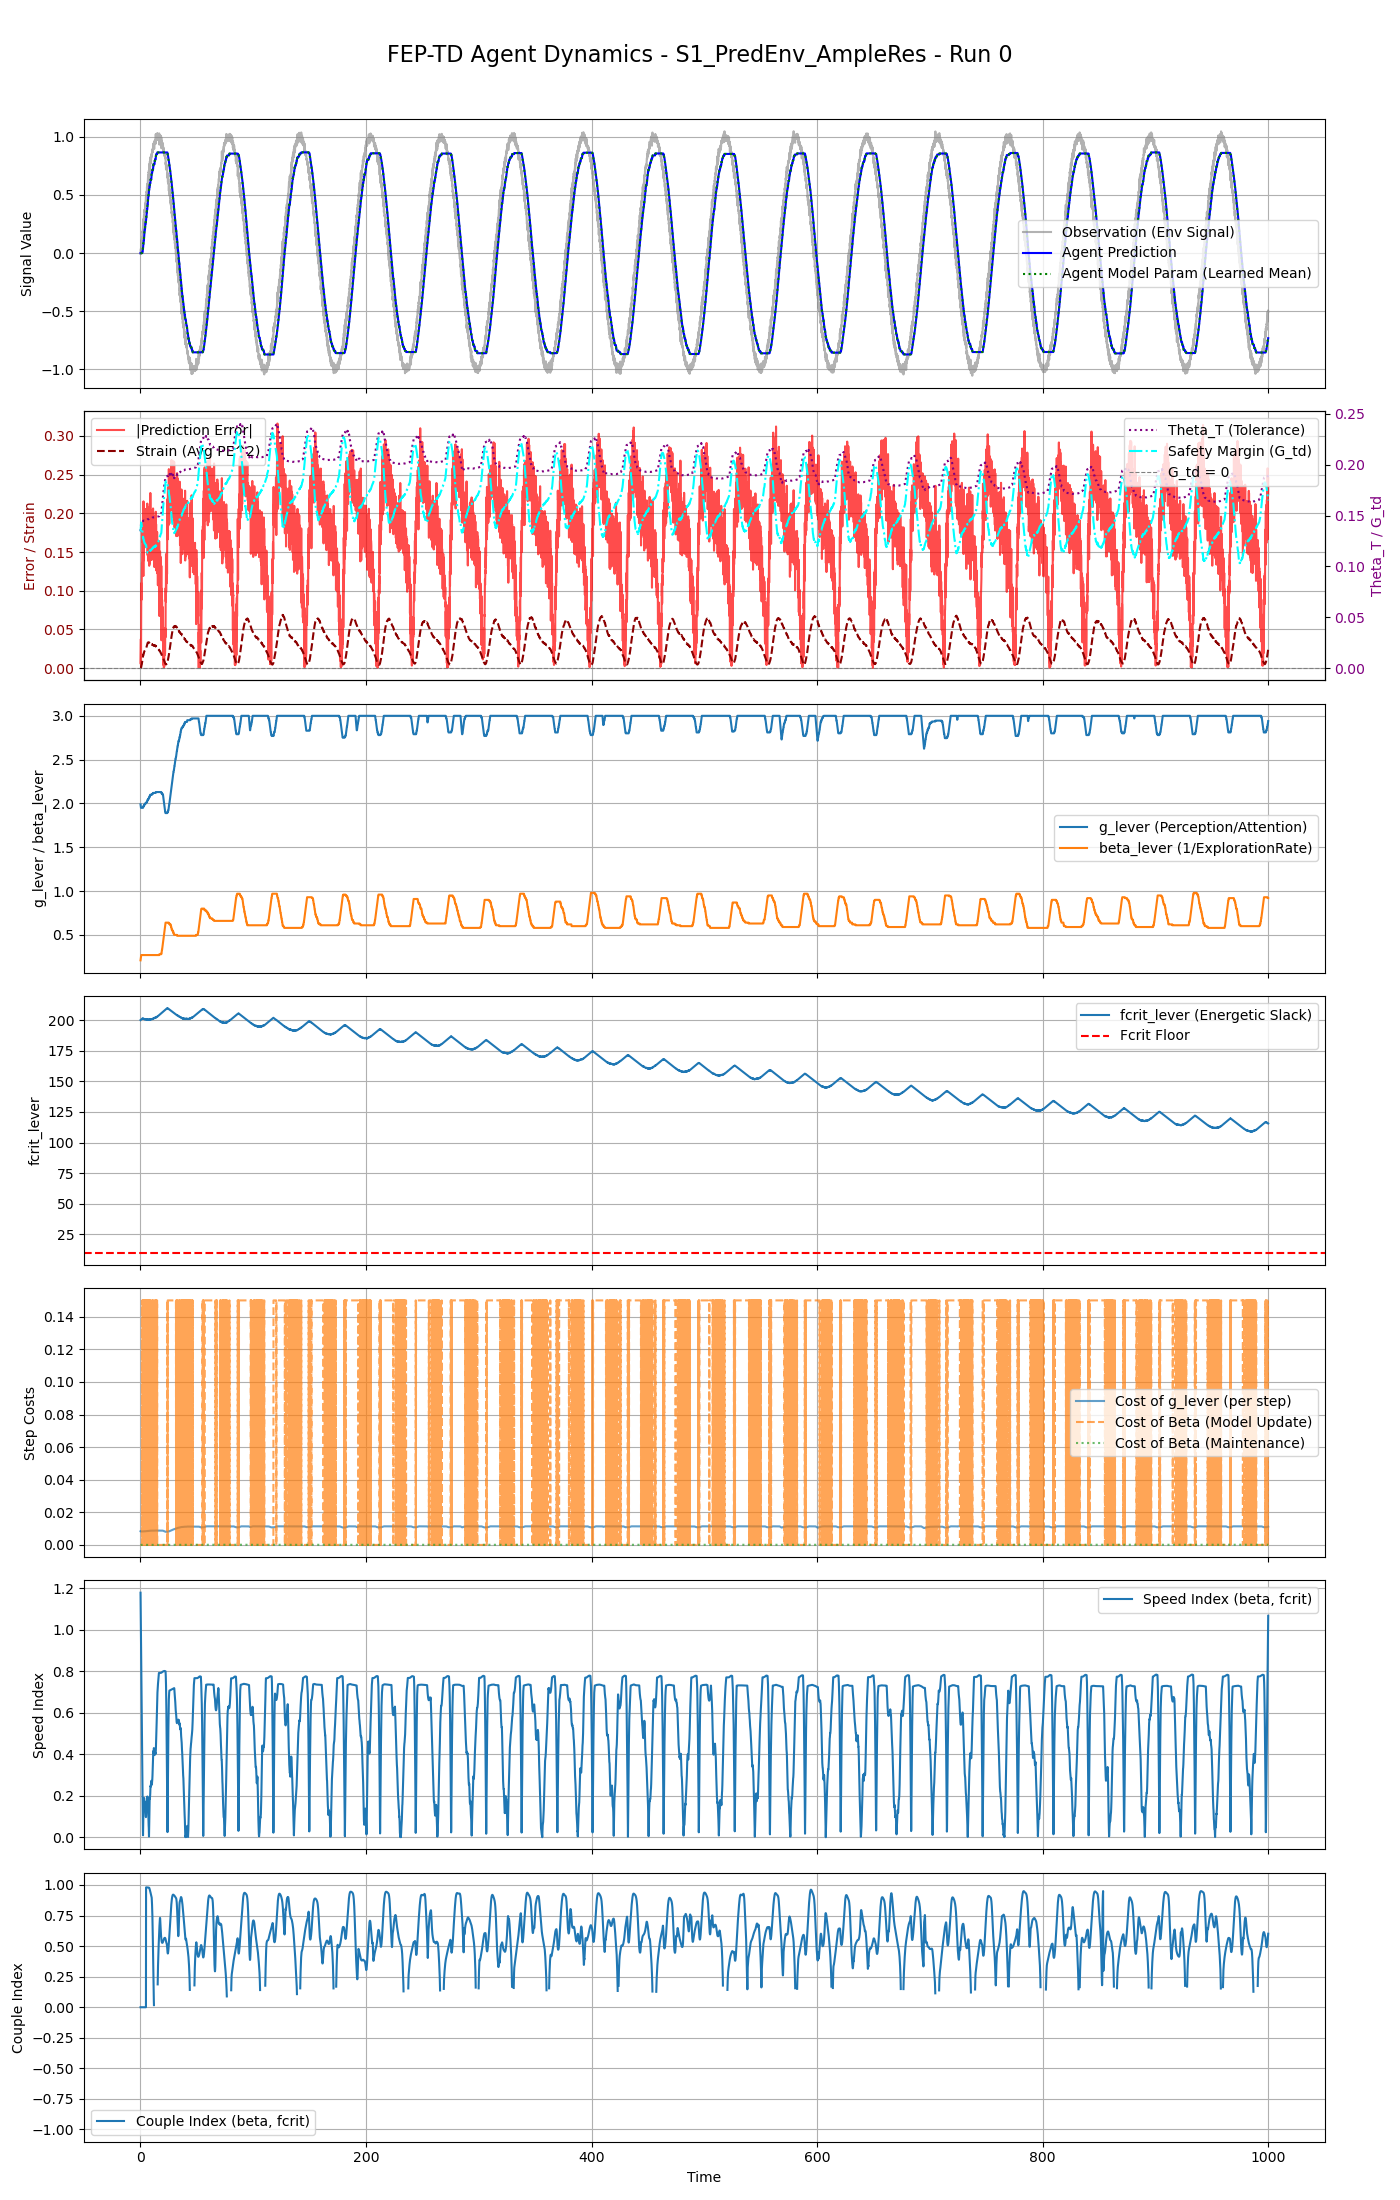 FEP-TD Agent Dynamics - S1_PredEnv_AmpleRes - Run 0
Signal Value
1.0
0.5
0.0
−0.5
−1.0
Observation (Env Signal)
Agent Prediction
Agent Model Param (Learned Mean)
Error / Strain
0.30
0.25
0.20
0.15
0.10
0.05
0.00
|Prediction Error|
Strain (Avg PE^2)
Theta_T (Tolerance)
Safety Margin (G_td)
G_td = 0
0.25
0.20
0.15
0.10
0.05
0.00
Theta_T / G_td
g_lever / beta_lever
3.0
2.5
2.0
1.5
1.0
0.5
g_lever (Perception/Attention)
beta_lever (1/ExplorationRate)
fcrit_lever
200
175
150
125
100
75
50
25
fcrit_lever (Energetic Slack)
Fcrit Floor
Step Costs
0.14
0.12
0.10
0.08
0.06
0.04
0.02
0.00
Cost of g_lever (per step)
Cost of Beta (Model Update)
Cost of Beta (Maintenance)
Speed Index
1.2
1.0
0.8
0.6
0.4
0.2
0.0
Speed Index (beta, fcrit)
Couple Index
1.00
0.75
0.50
0.25
0.00
−0.25
−0.50
−0.75
−1.00
Couple Index (beta, fcrit)
0 200 400 600 800 1000
Time